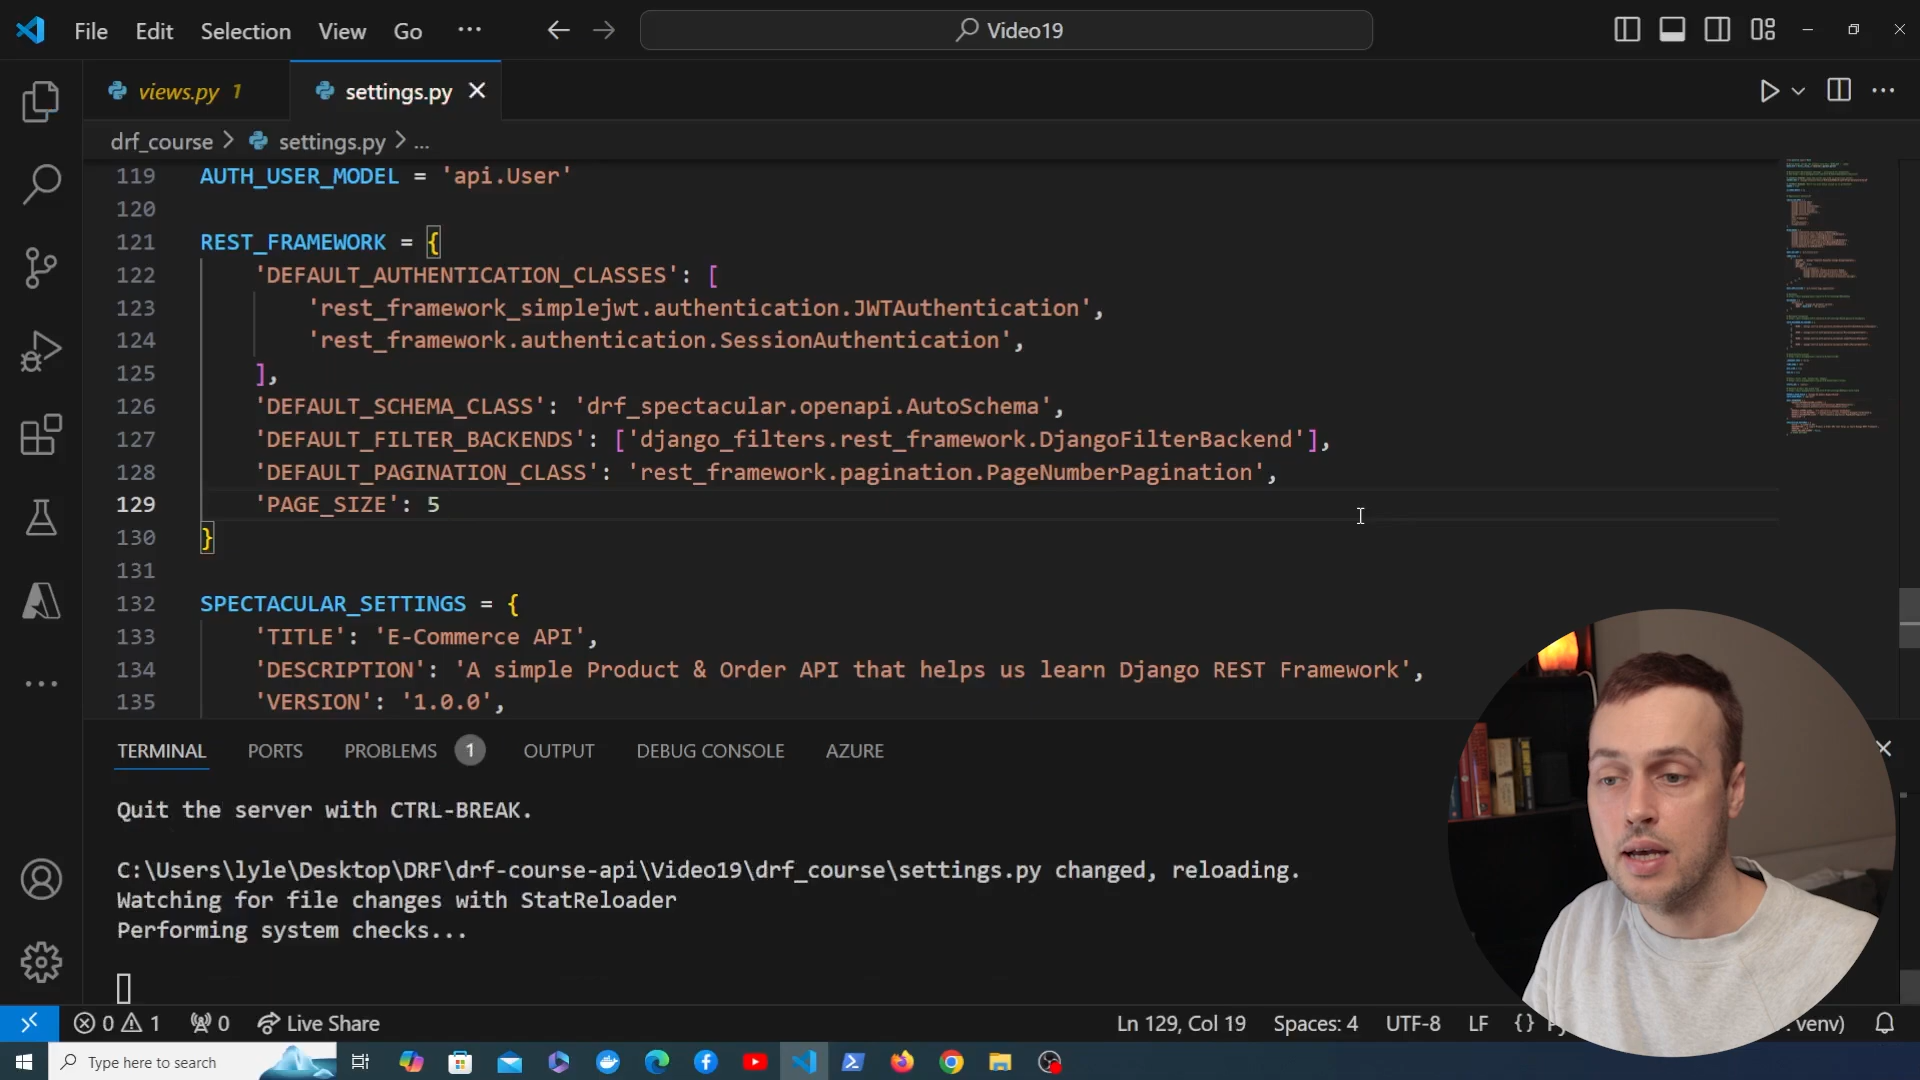 File Edit Selection View Go ... Video19
views.py 1 settings.py
drf_course > settings.py > ...
119 AUTH_USER_MODEL = 'api.User'
120
121 REST_FRAMEWORK = {
122 'DEFAULT_AUTHENTICATION_CLASSES': [
123 'rest_framework_simplejwt.authentication.JWTAuthentication',
124 'rest_framework.authentication.SessionAuthentication',
125 ],
126 'DEFAULT_SCHEMA_CLASS': 'drf_spectacular.openapi.AutoSchema',
127 'DEFAULT_FILTER_BACKENDS': ['django_filters.rest_framework.DjangoFilterBackend'],
128 'DEFAULT_PAGINATION_CLASS': 'rest_framework.pagination.PageNumberPagination',
129 'PAGE_SIZE': 5
130 }
131
132 SPECTACULAR_SETTINGS = {
133 'TITLE': 'E-Commerce API',
134 'DESCRIPTION': 'A simple Product & Order API that helps us learn Django REST Framework',
135 'VERSION': '1.0.0',
TERMINAL PORTS PROBLEMS 1 OUTPUT DEBUG CONSOLE AZURE
Quit the server with CTRL-BREAK.
C:\Users\lyle\Desktop\DRF\drf-course-api\Video19\drf_course\settings.py changed, reloading.
Watching for file changes with StatReloader
Performing system checks...
0 1 0 Live Share Ln 129, Col 19 Spaces: 4 UTF-8 LF {} venv)
Type here to search